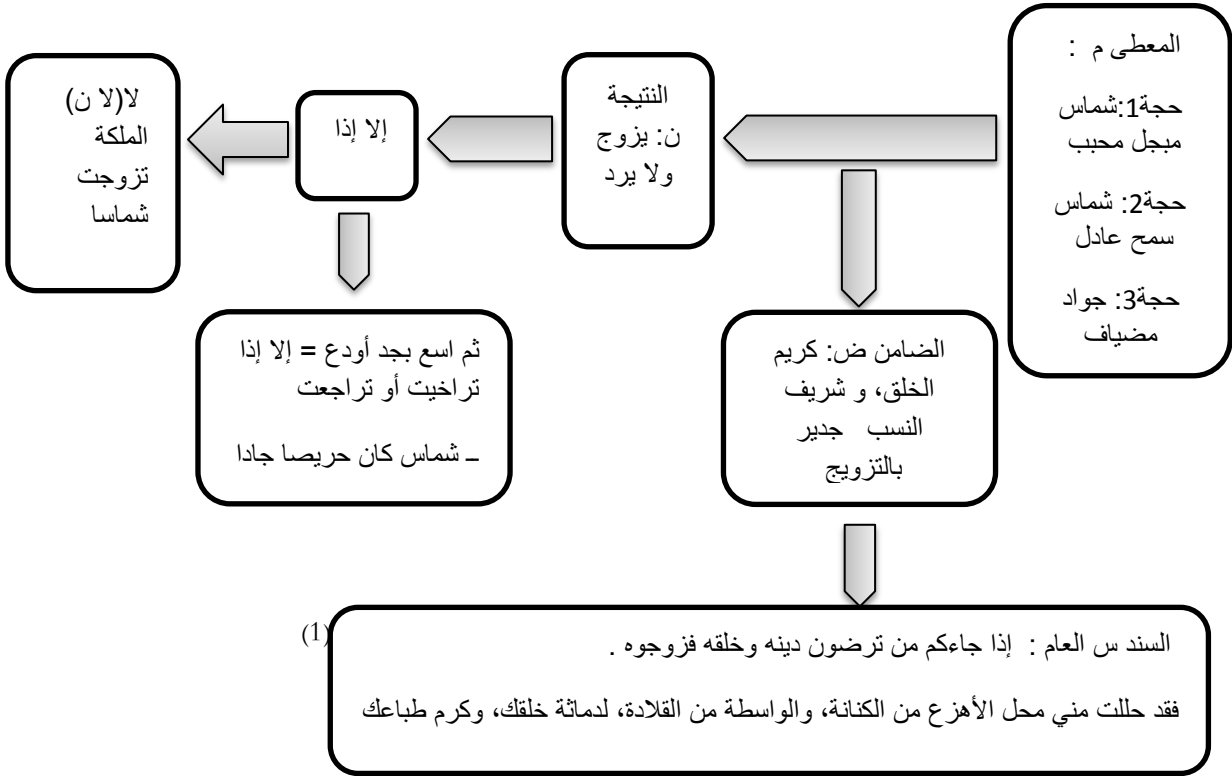 المعطى م :
حجة1:شماس
مبجل محبب
حجة2: شماس
سمح عادل
حجة3: جواد
مضياف
النتيجة
ن: يزوج
ولا يرد
إلا إذا
لا(لا ن)
الملكة
تزوجت
شماسا
الضامن ض: كريم
الخلق، و شريف
النسب جدير
بالتزويج
ثم اسع بجد أودع = إلا إذا
تراخيت أو تراجعت
ــ شماس كان حريصا جادا
السند س العام : إذا جاءكم من ترضون دينه وخلقه فزوجوه .
(1)
فقد حللت مني محل الأهزع من الكنانة، والواسطة من القلادة، لدماثة خلقك، وكرم طباعك